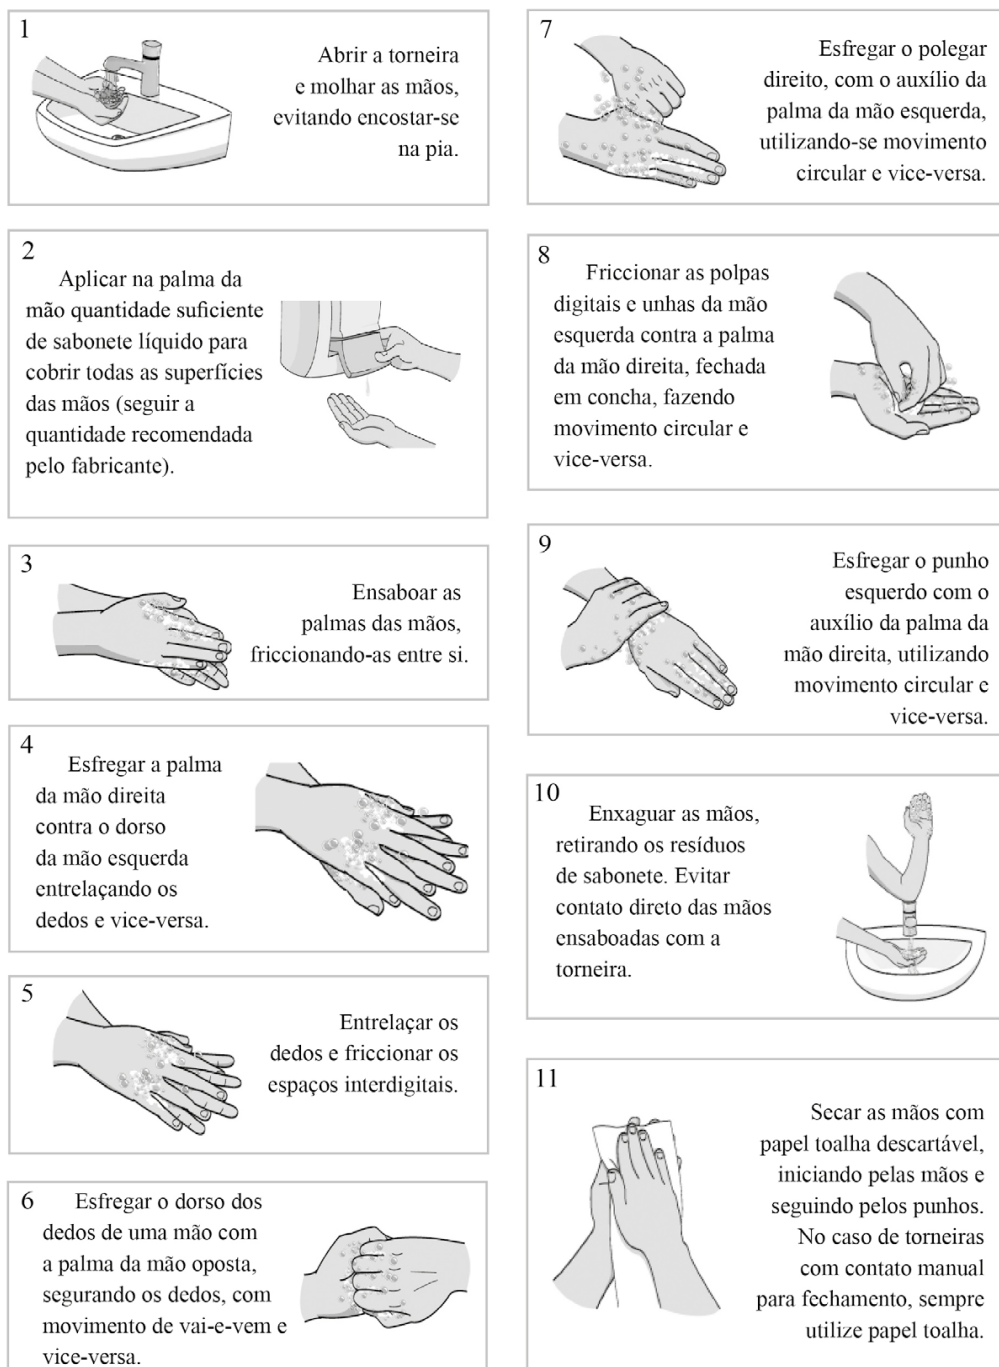 1
Abrir a torneira
e molhar as mãos,
evitando encostar-se
na pia.
2
Aplicar na palma da
mão quantidade suficiente
de sabonete líquido para
cobrir todas as superfícies
das mãos (seguir a
quantidade recomendada
pelo fabricante).
3
Ensaboar as
palmas das mãos,
friccionando-as entre si.
4
Esfregar a palma
da mão direita
contra o dorso
da mão esquerda
entrelaçando os
dedos e vice-versa.
5
Entrelaçar os
dedos e friccionar os
espaços interdigitais.
6
Esfregar o dorso dos
dedos de uma mão com
a palma da mão oposta,
segurando os dedos, com
movimento de vai-e-vem e
vice-versa.
7
Esfregar o polegar
direito, com o auxílio da
palma da mão esquerda,
utilizando-se movimento
circular e vice-versa.
8
Friccionar as polpas
digitais e unhas da mão
esquerda contra a palma
da mão direita, fechada
em concha, fazendo
movimento circular e
vice-versa.
9
Esfregar o punho
esquerdo com o
auxílio da palma da
mão direita, utilizando
movimento circular e
vice-versa.
10
Enxaguar as mãos,
retirando os resíduos
de sabonete. Evitar
contato direto das mãos
ensaboadas com a
torneira.
11
Secar as mãos com
papel toalha descartável,
iniciando pelas mãos e
seguindo pelos punhos.
No caso de torneiras
com contato manual
para fechamento, sempre
utilize papel toalha.